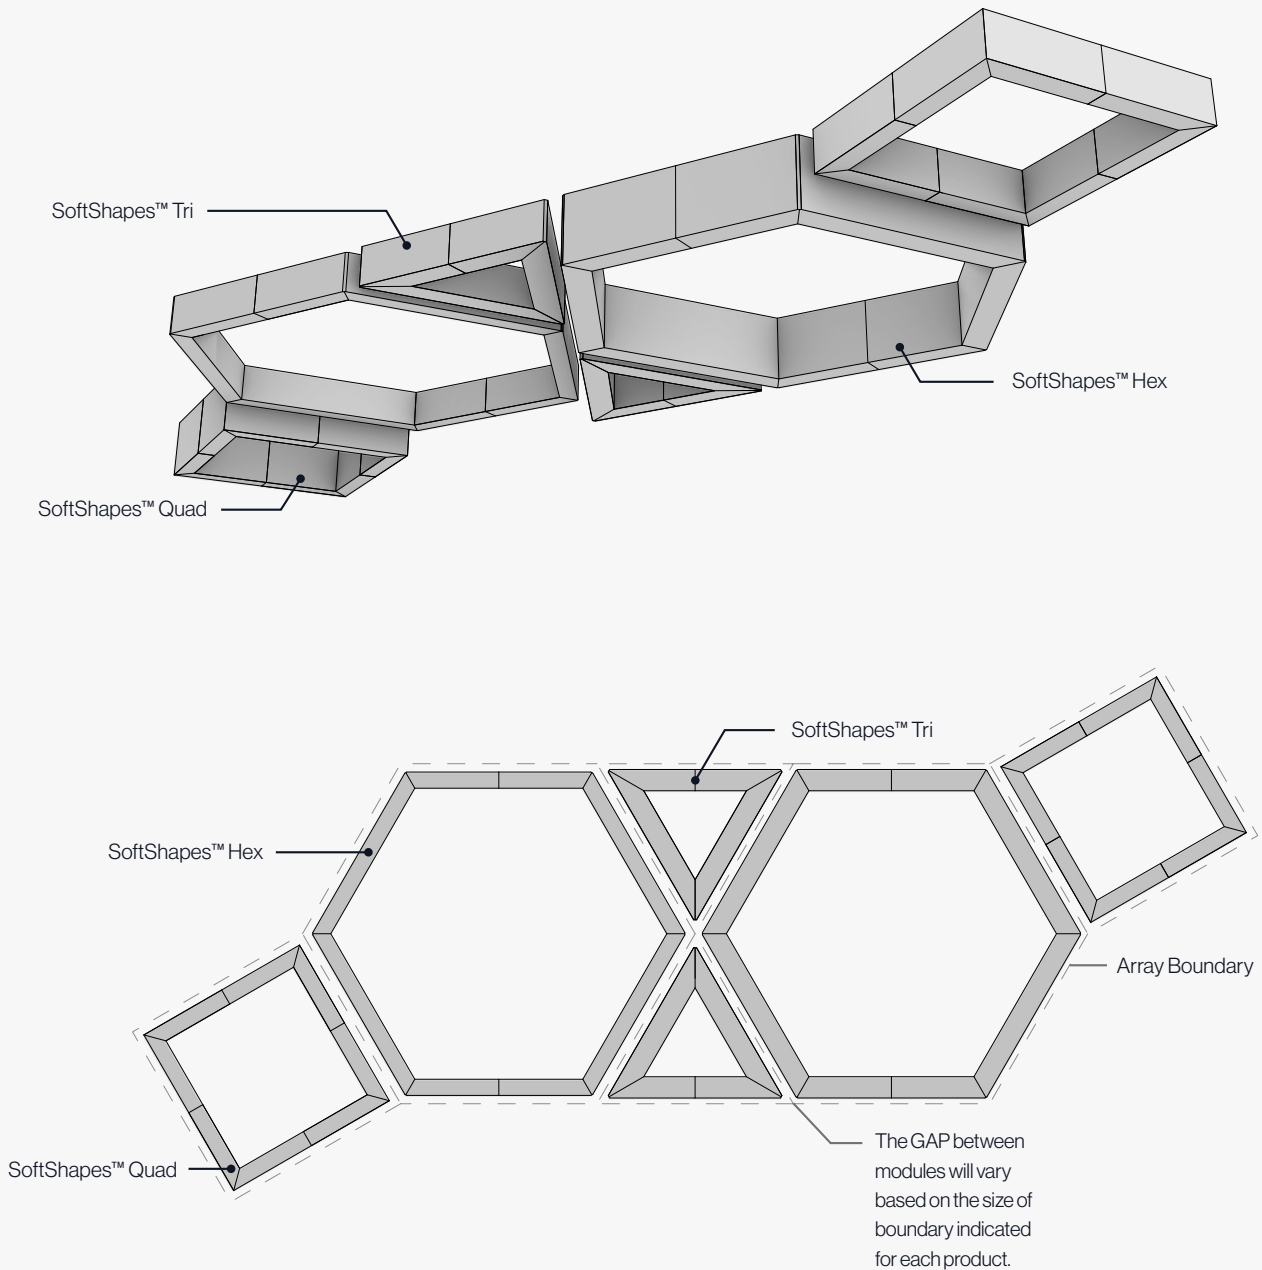 SoftShapes™ Tri
SoftShapes™ Hex
SoftShapes™ Quad
SoftShapes™ Tri
SoftShapes™ Hex
Array Boundary
SoftShapes™ Quad
The GAP between
modules will vary
based on the size of
boundary indicated
for each product.